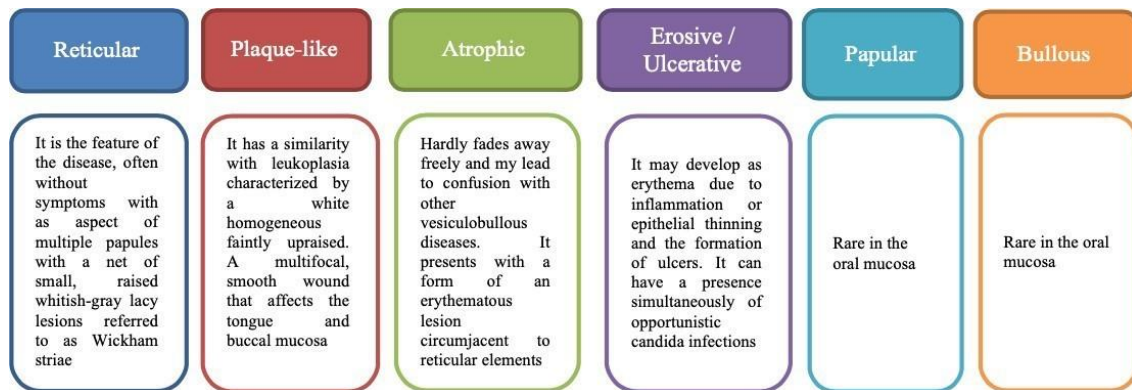 Reticular
Plaque-like
Atrophic
Erosive /
Ulcerative
Papular
Bullous
It is the feature of
the disease, often
without
symptoms with
as aspect of
multiple papules
with a net of
small, raised
whitish-gray lacy
lesions referred
to as Wickham
striae
It has a similarity
with leukoplasia
characterized by
a white
homogeneous
faintly upraised.
A multifocal,
smooth wound
that affects the
tongue and
buccal mucosa
Hardly fades away
freely and my lead
to confusion with
other
vesiculobullous
diseases. It
presents with a
form of an
erythematous
lesion
circumjacent to
reticular elements
It may develop as
erythema due to
inflammation or
epithelial thinning
and the formation
of ulcers. It can
have a presence
simultaneously of
opportunistic
candida infections
Rare in the
oral mucosa
Rare in the oral
mucosa